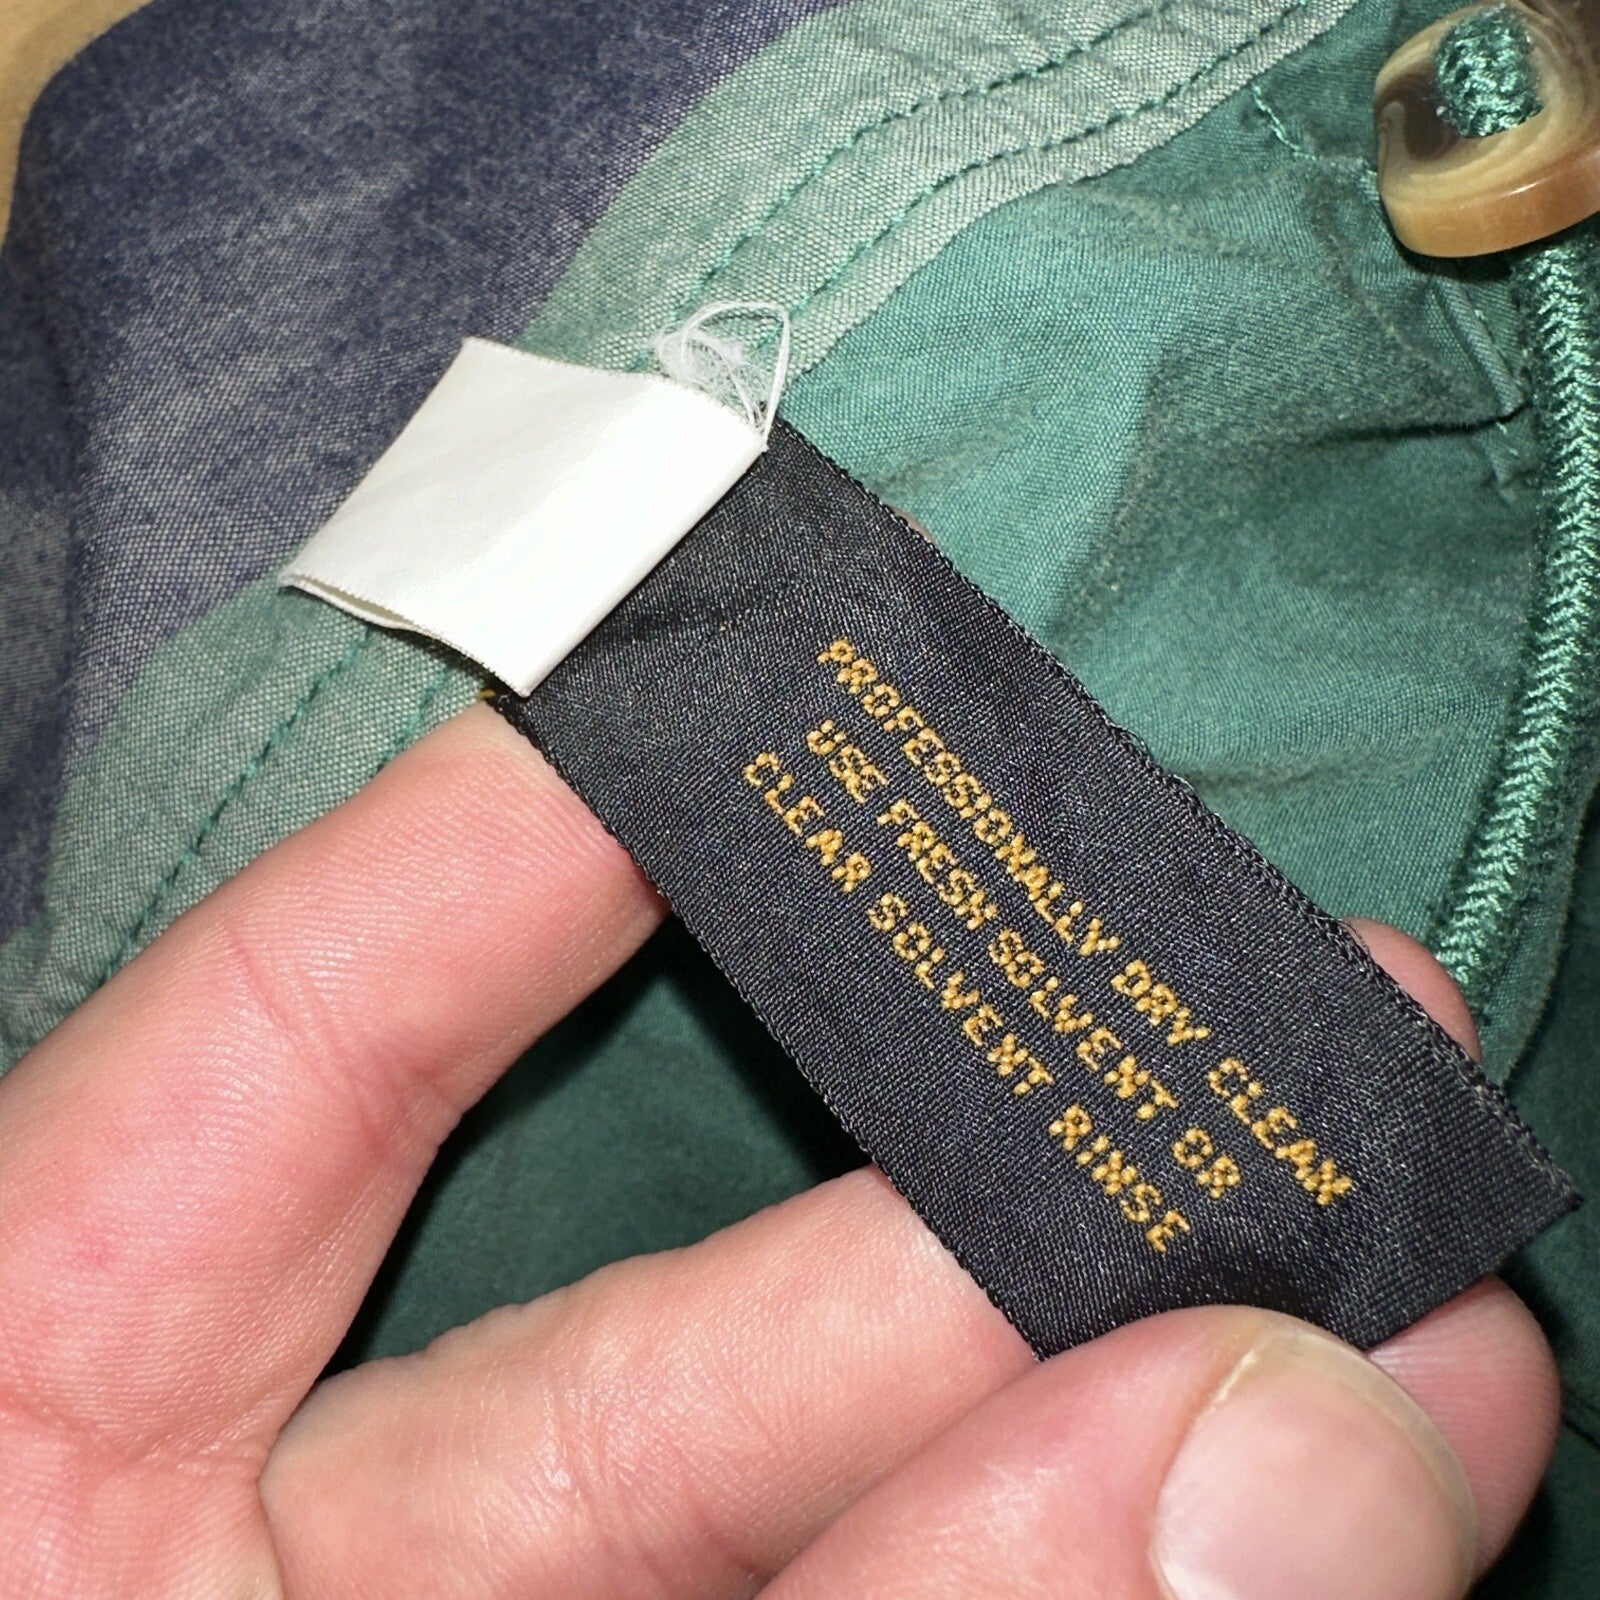 PROFESSIONALLY DRY CLEAN
USE FRESH SOLVENT OR
CLEAR SOLVENT RINSE